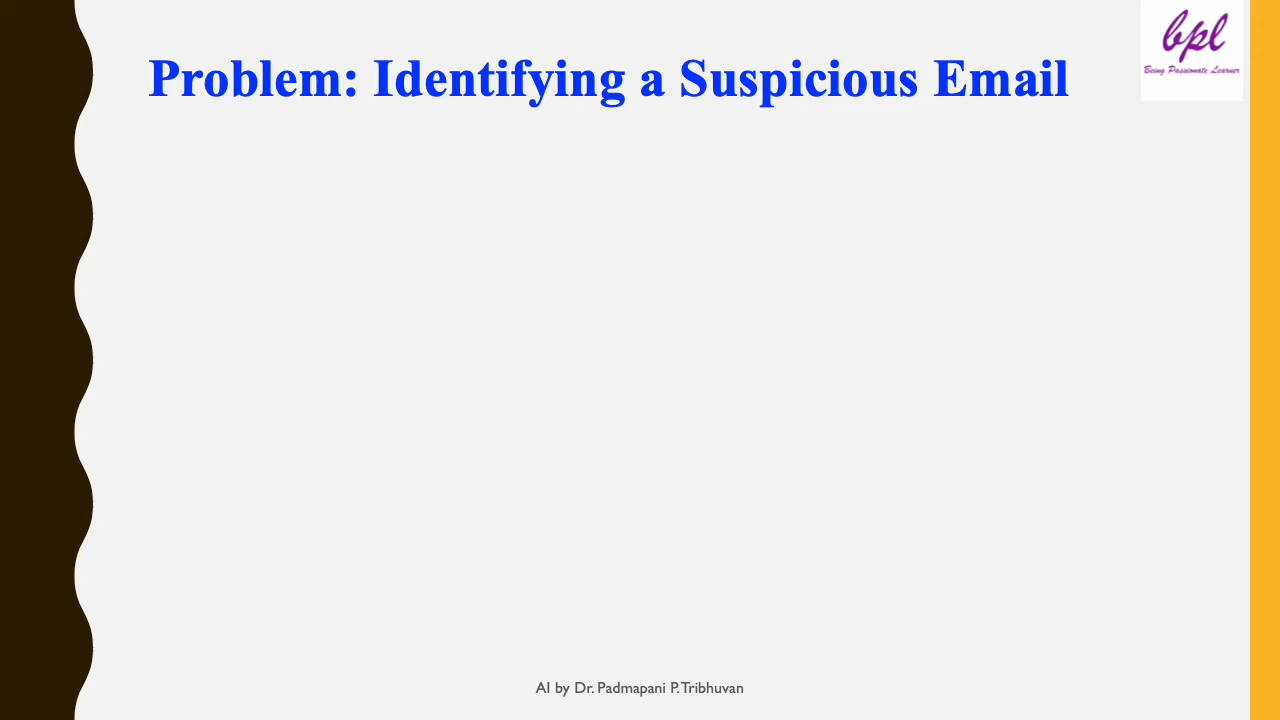 bpl
Being Passionate Learner
Problem: Identifying a Suspicious Email
AI by Dr. Padmapani P. Tribhuvan